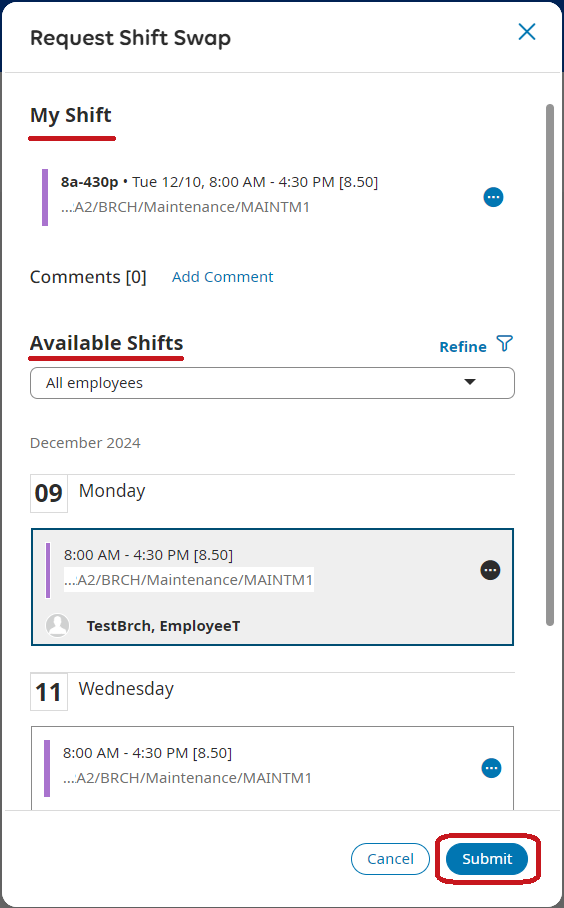 Request Shift Swap
My Shift
8a-430p • Tue 12/10, 8:00 AM - 4:30 PM [8.50]
...A2/BRCH/Maintenance/MAINTM1
Comments [0] Add Comment
Available Shifts
Refine
All employees
December 2024
09 Monday
8:00 AM - 4:30 PM [8.50]
...A2/BRCH/Maintenance/MAINTM1
TestBrch, EmployeeT
11 Wednesday
8:00 AM - 4:30 PM [8.50]
...A2/BRCH/Maintenance/MAINTM1
Cancel Submit